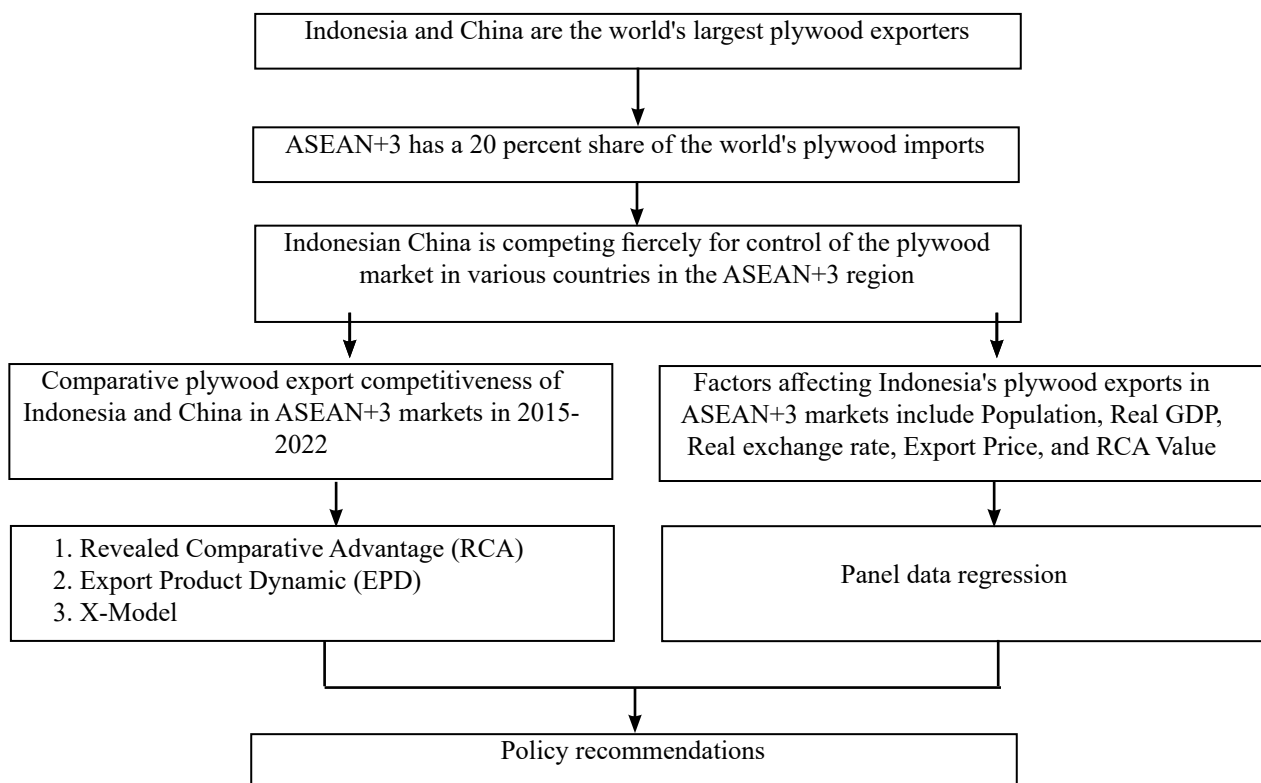 Indonesia and China are the world's largest plywood exporters
ASEAN+3 has a 20 percent share of the world's plywood imports
Indonesian China is competing fiercely for control of the plywood
market in various countries in the ASEAN+3 region
Comparative plywood export competitiveness of
Indonesia and China in ASEAN+3 markets in 2015-
2022
Factors affecting Indonesia's plywood exports in
ASEAN+3 markets include Population, Real GDP,
Real exchange rate, Export Price, and RCA Value
1. Revealed Comparative Advantage (RCA)
2. Export Product Dynamic (EPD)
3. X-Model
Panel data regression
Policy recommendations